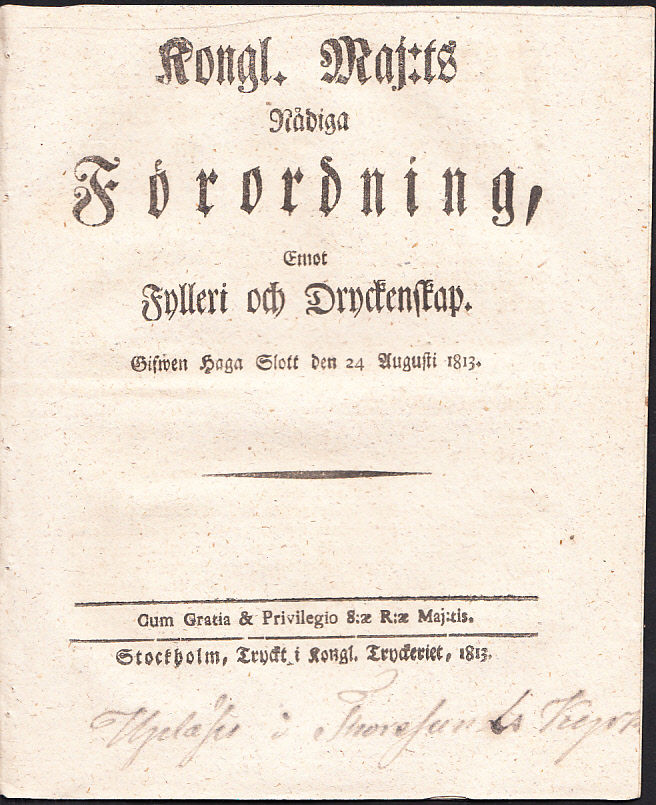 Kongl. Maj:ts
Nådiga
Förordning,
Emot
Fylleri och Dryckenskap.
Gifwen Haga Slott den 24 Augusti 1813.
Cum Gratia & Privilegio S:æ R:æ Maj:tis.
Stockholm, Tryckt i Kongl. Tryckeriet, 1813.
i